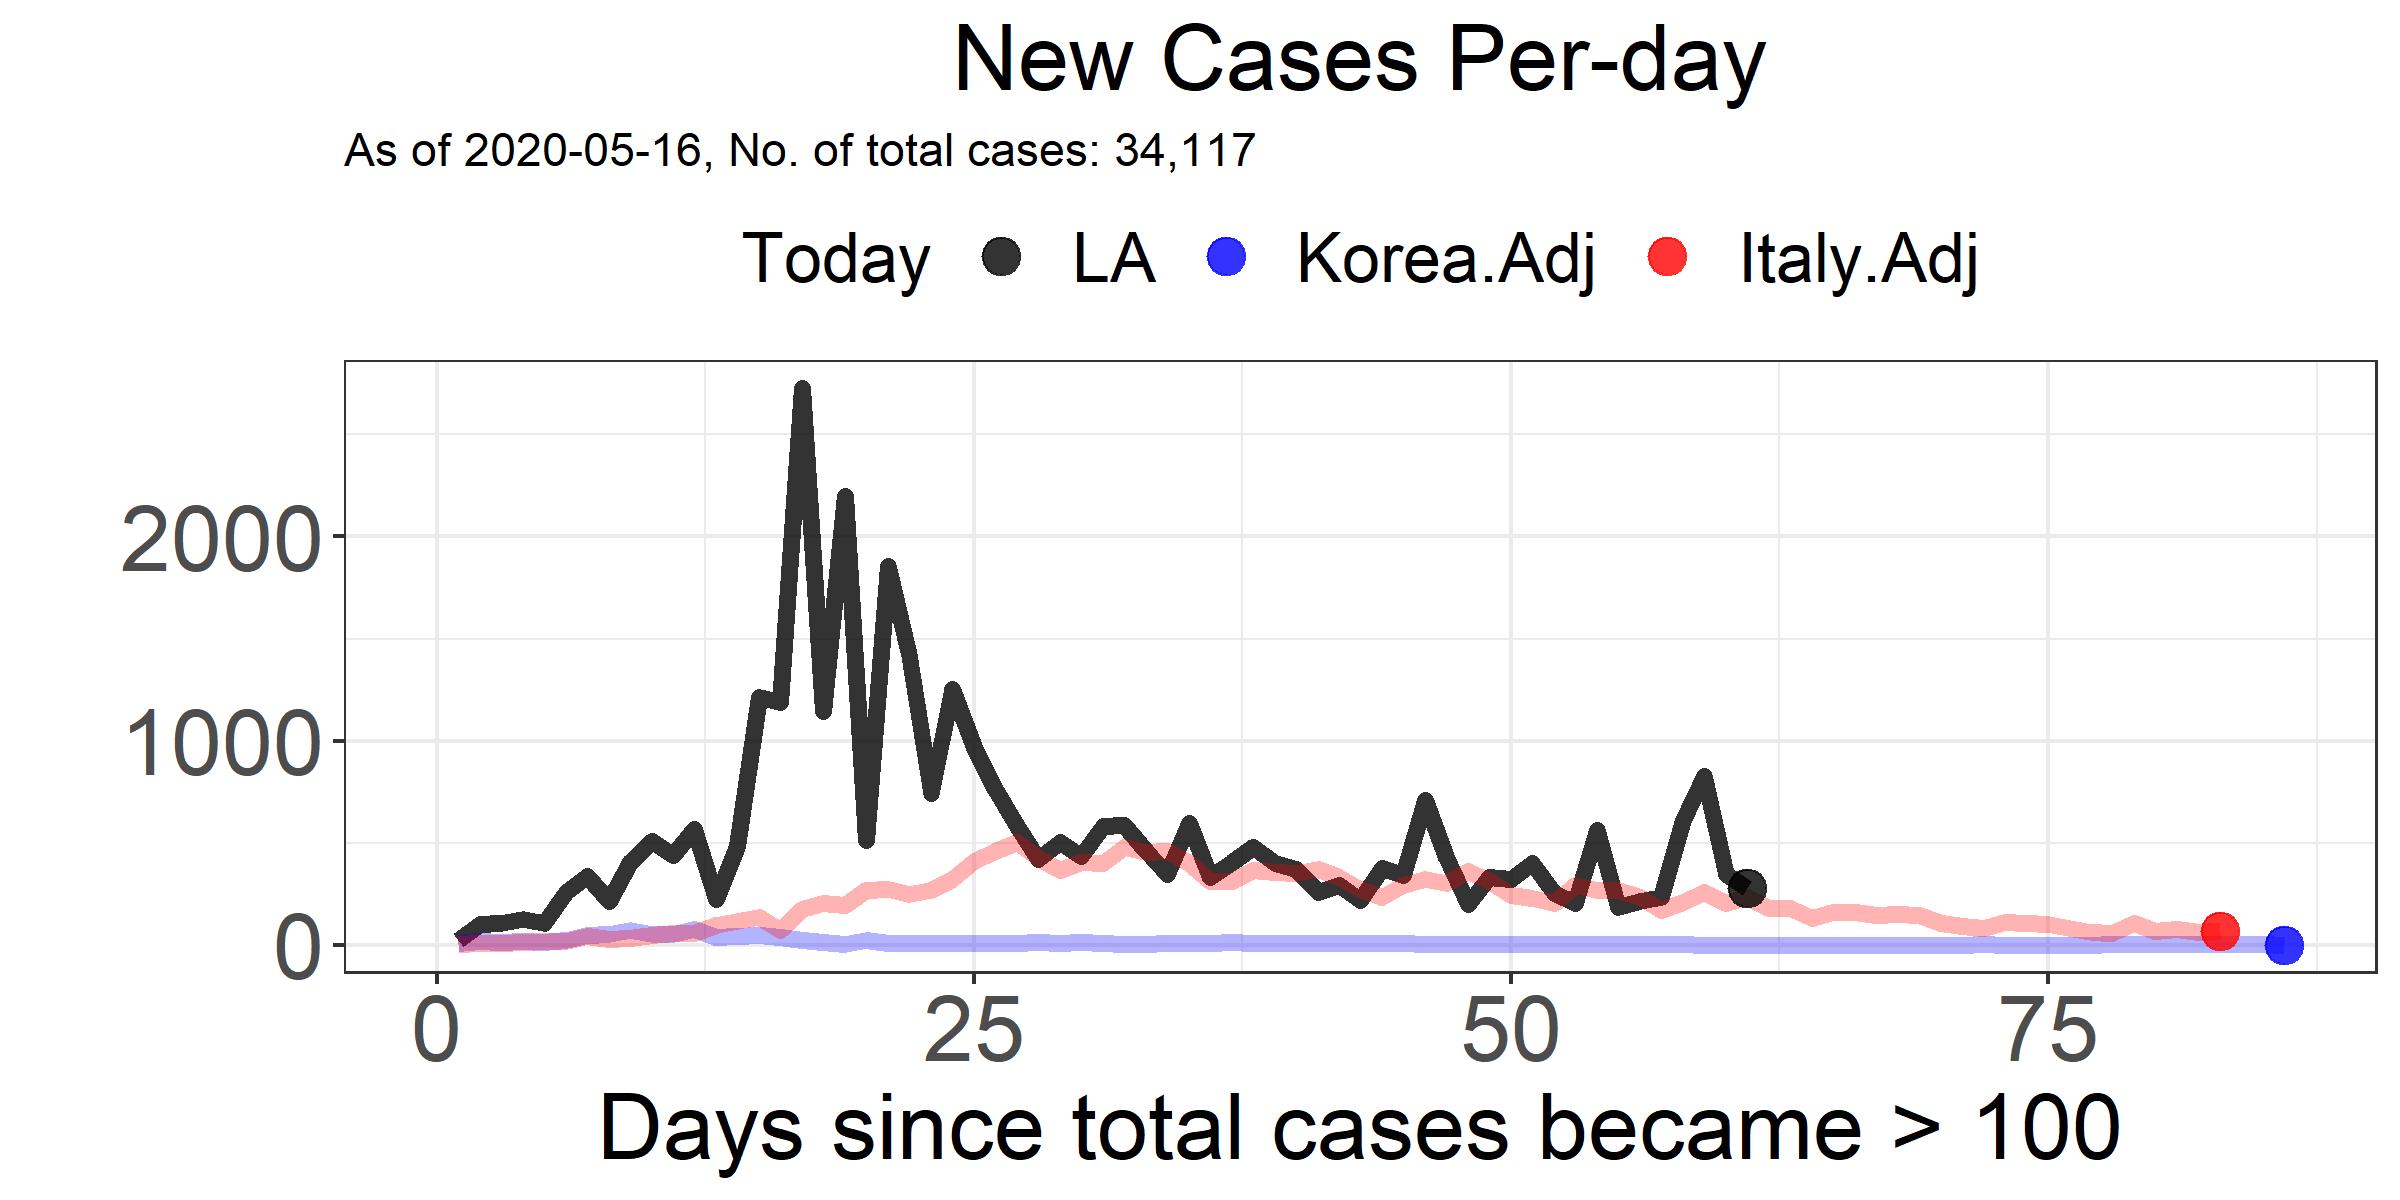 New Cases Per-day
As of 2020-05-16, No. of total cases: 34,117
Today LA Korea.Adj Italy.Adj
2000
1000
0
0 25 50 75
Days since total cases became > 100